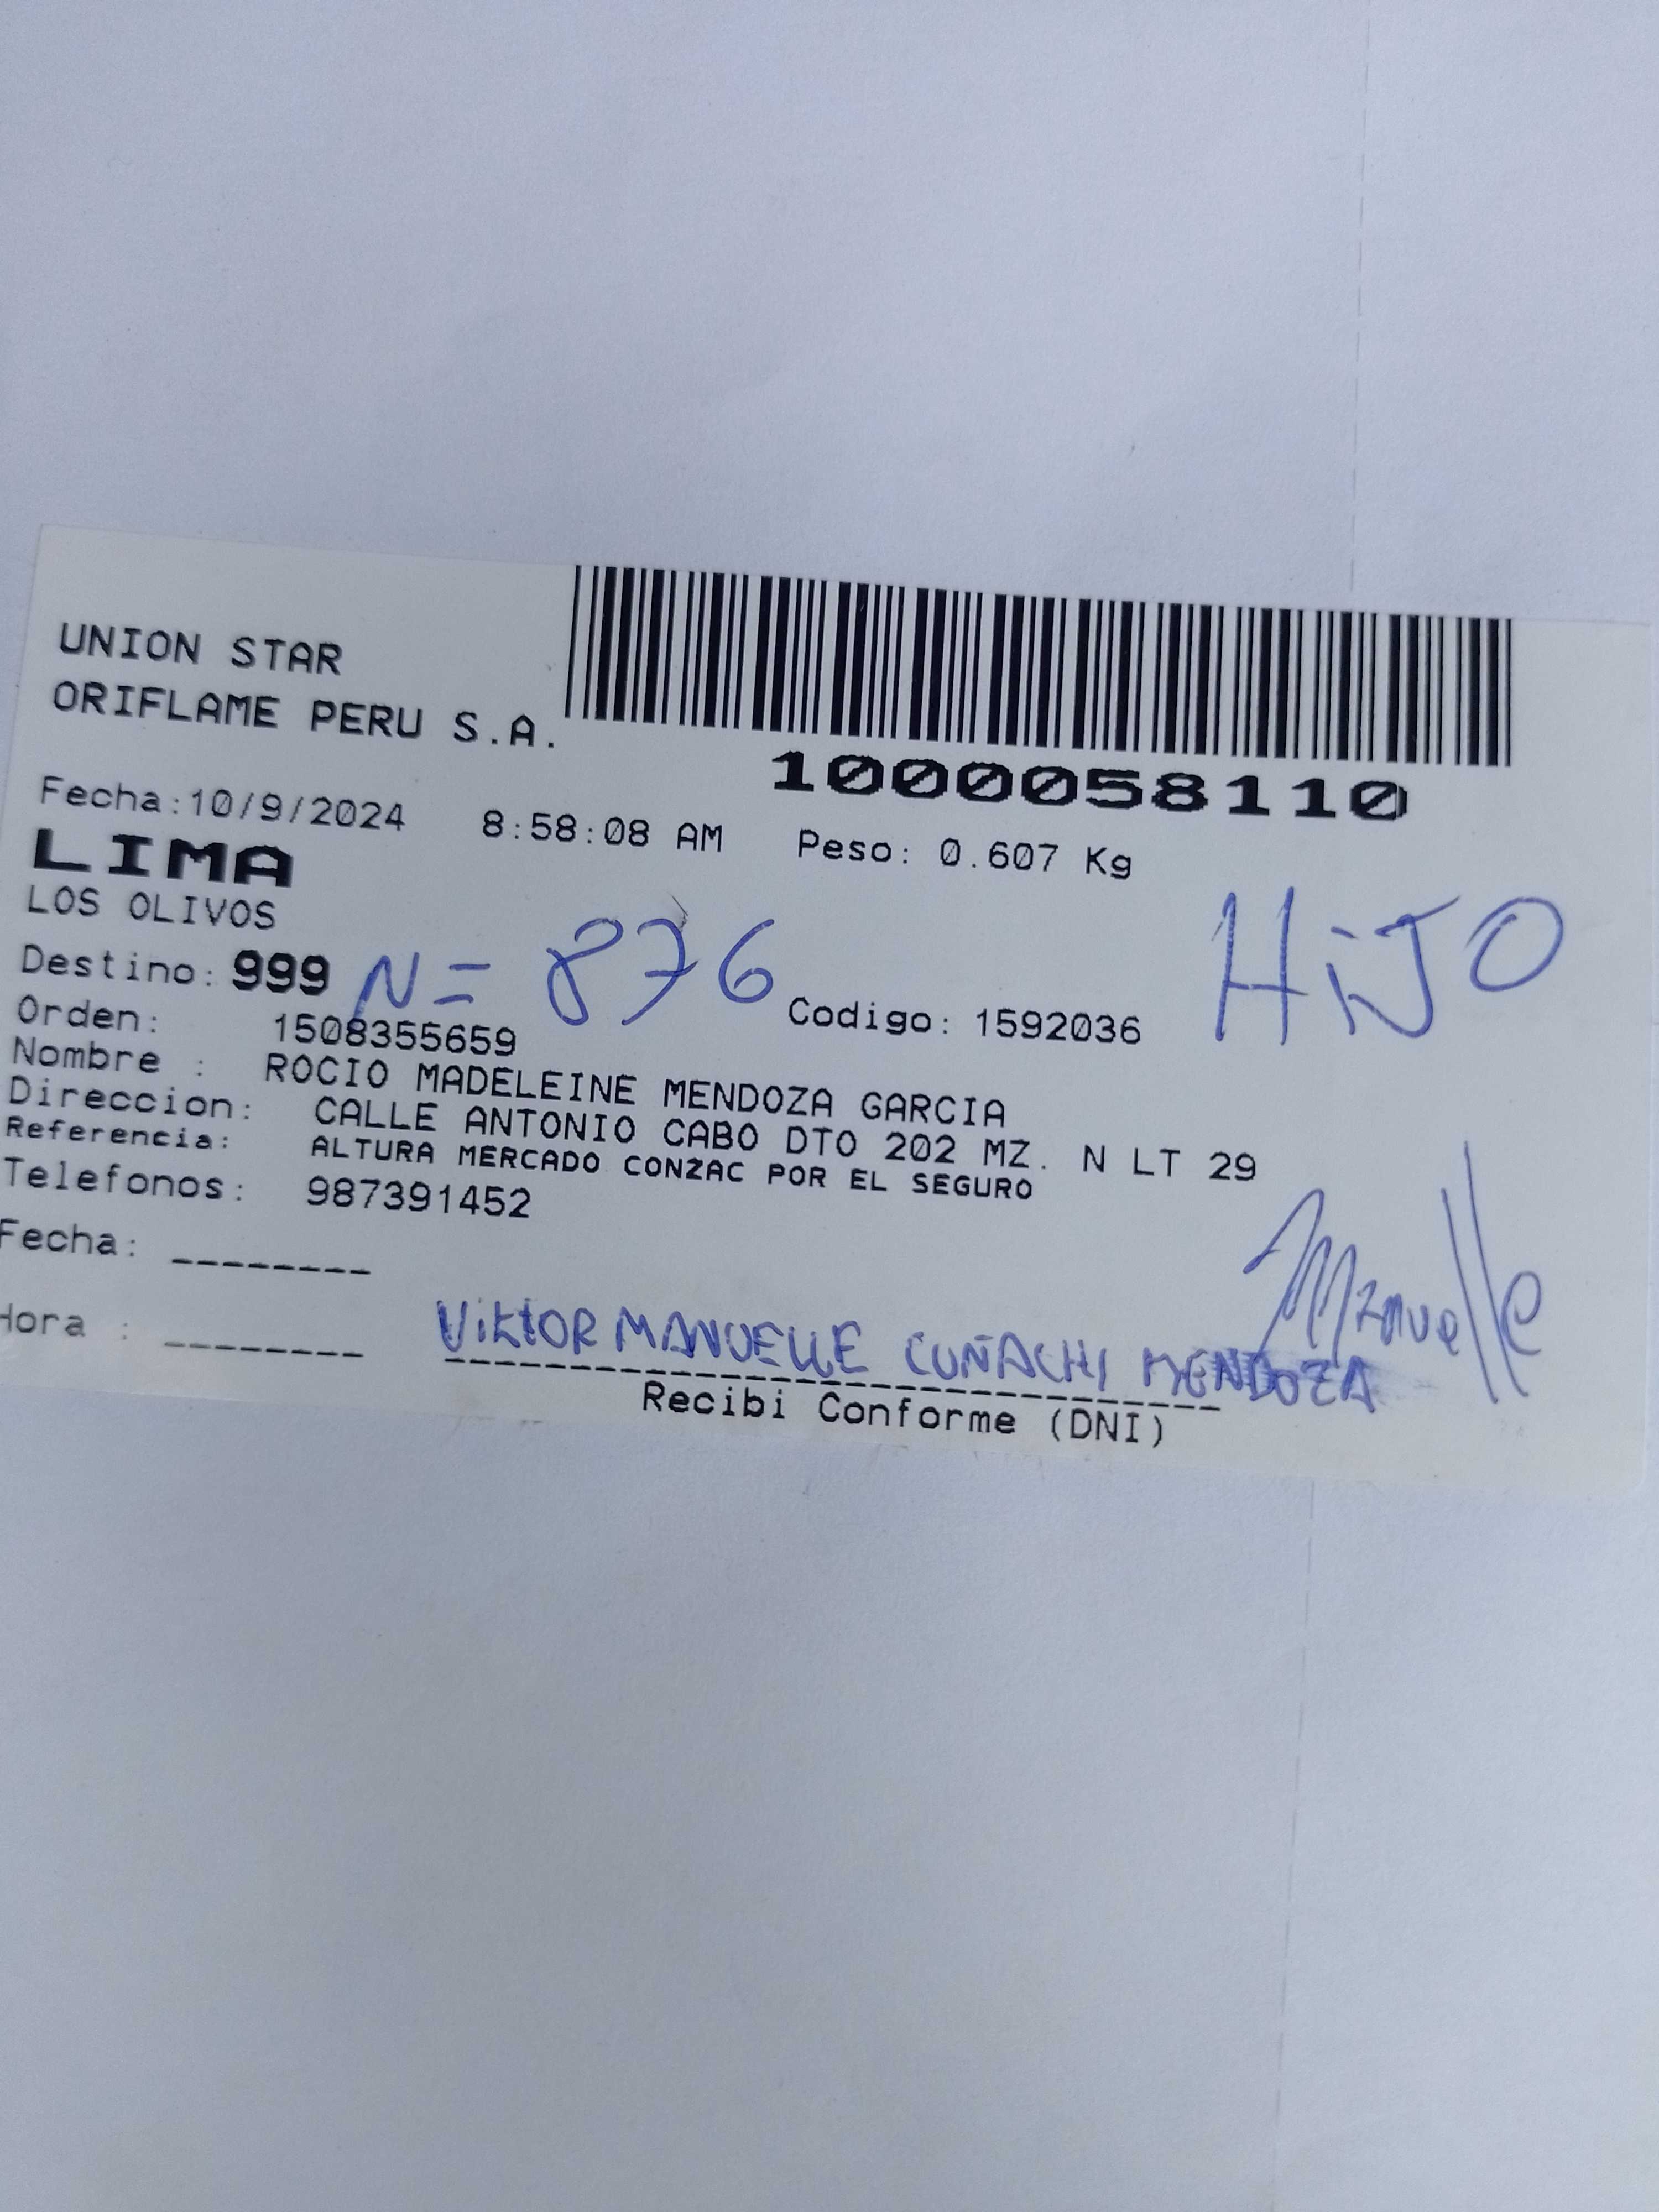 UNION STAR
ORIFLAME PERU S.A.
1000058110
Fecha:10/9/2024 8:58:08 AM Peso: 0.607 Kg
LIMA
LOS OLIVOS
HiJO
Destino: 999 N= 876
Orden: 1508355659 Codigo: 1592036
Nombre : ROCIO MADELEINE MENDOZA GARCIA
Direccion: CALLE ANTONIO CABO DTO 202 MZ. N LT 29
Referencia: ALTURA MERCADO CONZAC POR EL SEGURO
Telefonos: 987391452
Fecha: ________
Manuelle
Hora : ________ ViktOR MANUELLE CUÑACHI MENDOZA
Recibi Conforme (DNI)